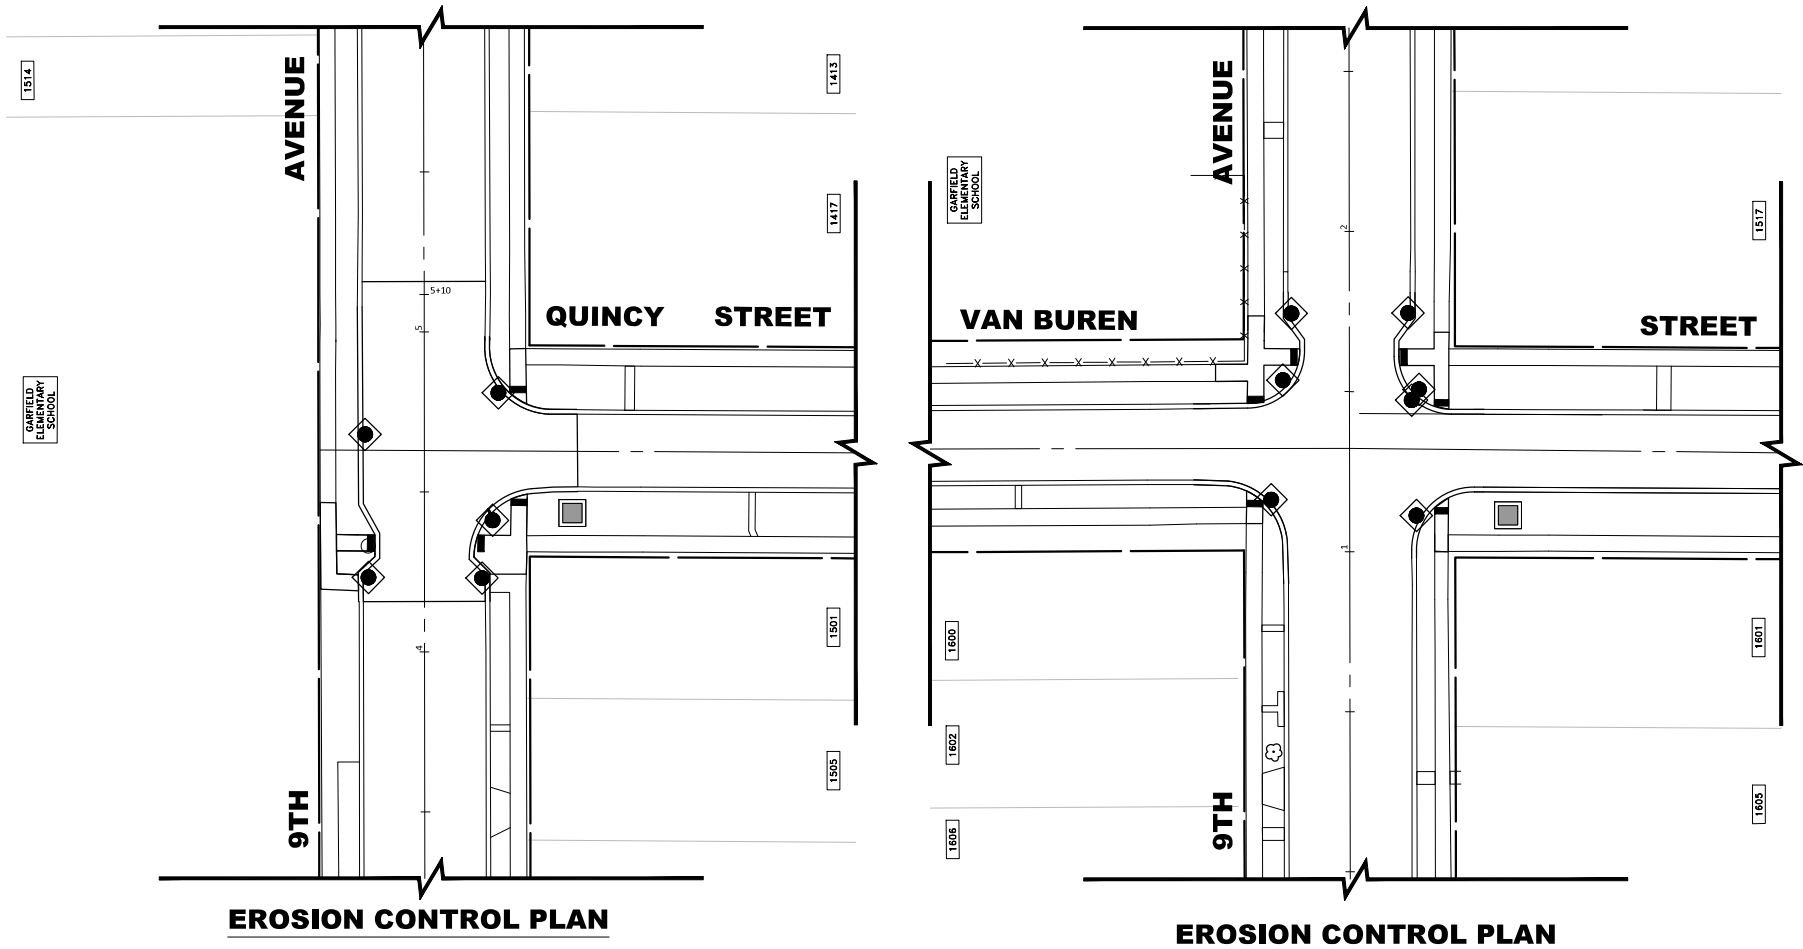 1514
AVENUE
1413
GARFIELD
ELEMENTARY
SCHOOL
1417
5+10
5
QUINCY STREET
4
1501
1505
9TH
EROSION CONTROL PLAN
AVENUE
GARFIELD
ELEMENTARY
SCHOOL
1517
2
VAN BUREN STREET
1
1600
1601
1602
1605
1606
9TH
EROSION CONTROL PLAN